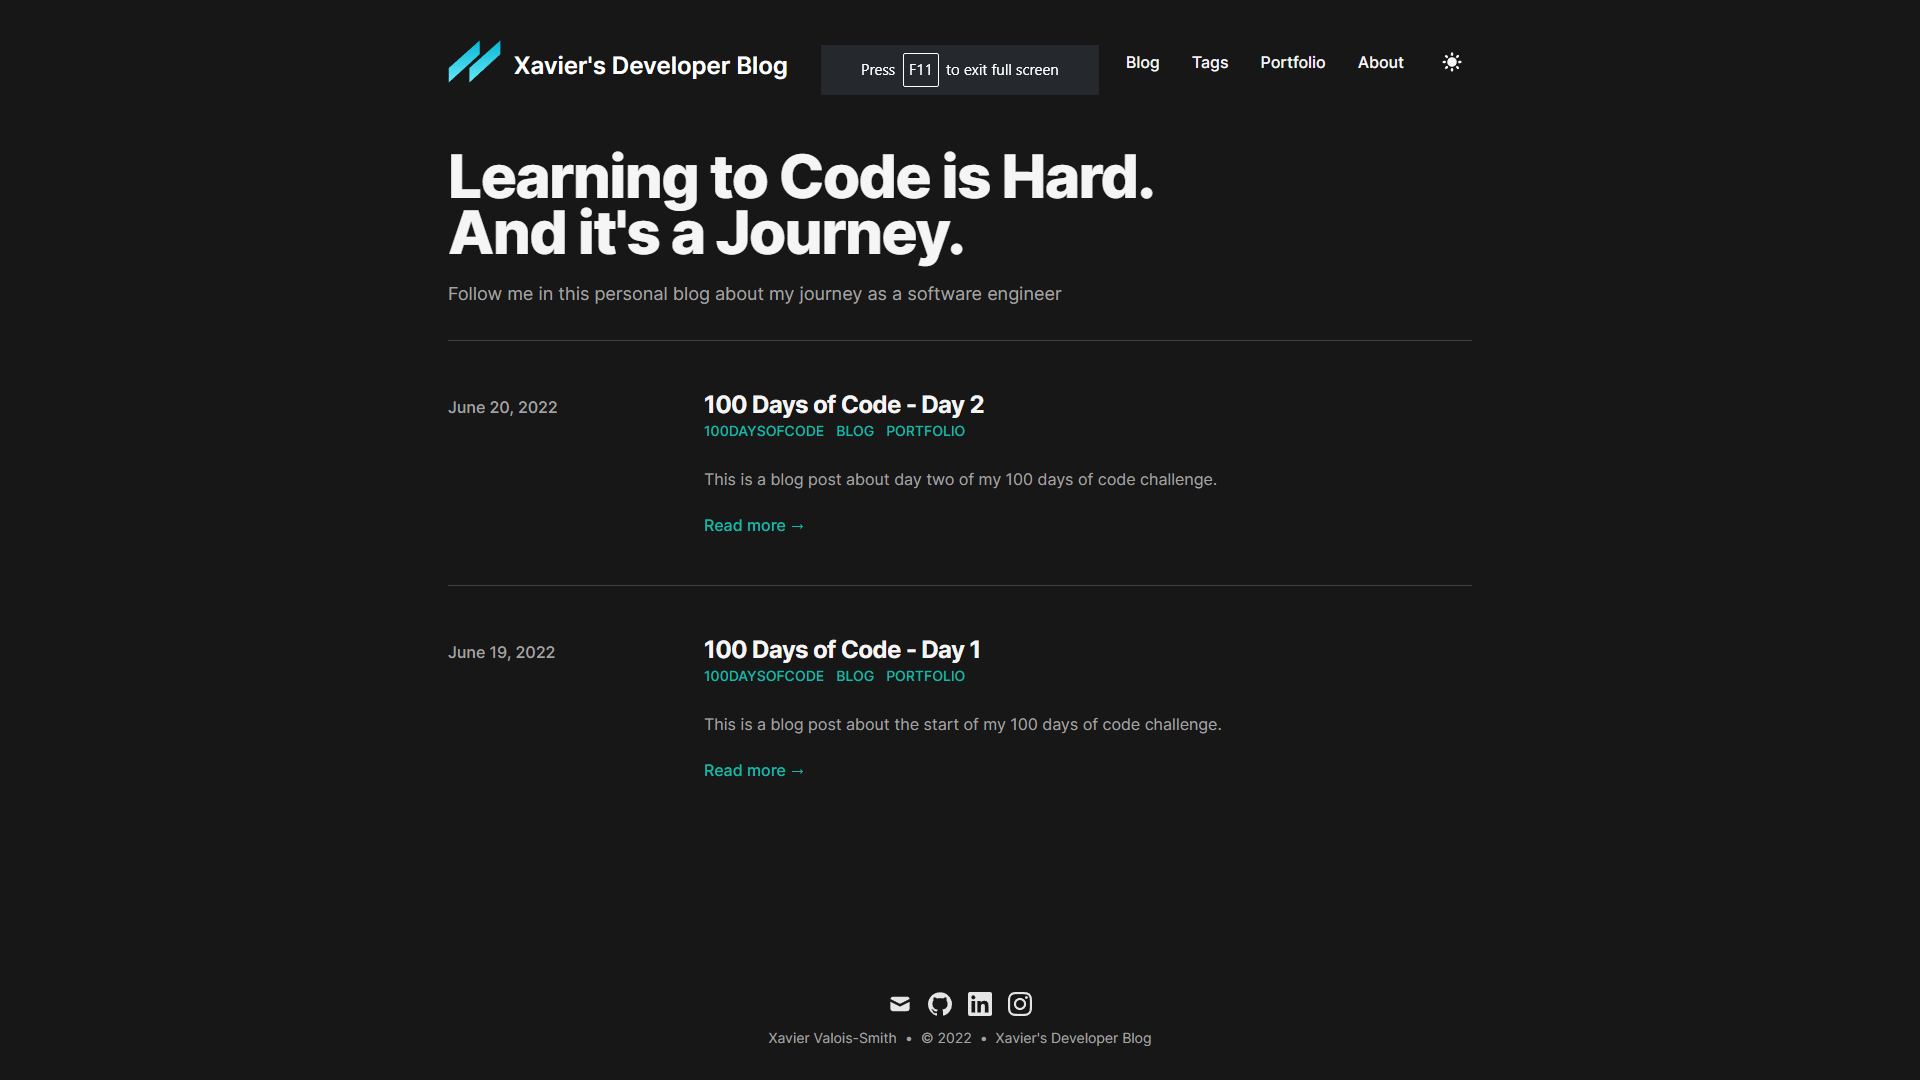 Xavier's Developer Blog
Press F11 to exit full screen
Blog Tags Portfolio About
Learning to Code is Hard.
And it's a Journey.
Follow me in this personal blog about my journey as a software engineer
June 20, 2022
100 Days of Code - Day 2
100DAYSOFCODE BLOG PORTFOLIO
This is a blog post about day two of my 100 days of code challenge.
Read more →
June 19, 2022
100 Days of Code - Day 1
100DAYSOFCODE BLOG PORTFOLIO
This is a blog post about the start of my 100 days of code challenge.
Read more →
Xavier Valois-Smith • © 2022 • Xavier's Developer Blog